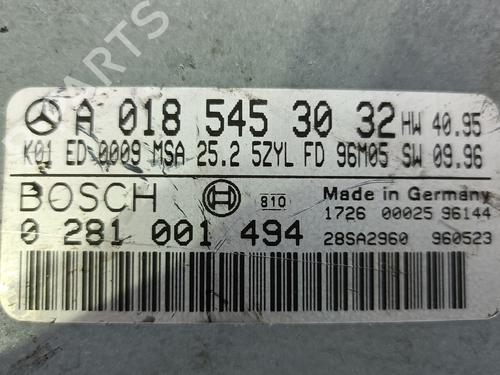 PARTS
A 018 545 30 32 HW 40.95
K01 ED 0009 MSA 25.2 5ZYL FD 96M05 SW 09.96
BOSCH 810 Made in Germany
1726 00025 96144
0 281 001 494 28SA2960 960523